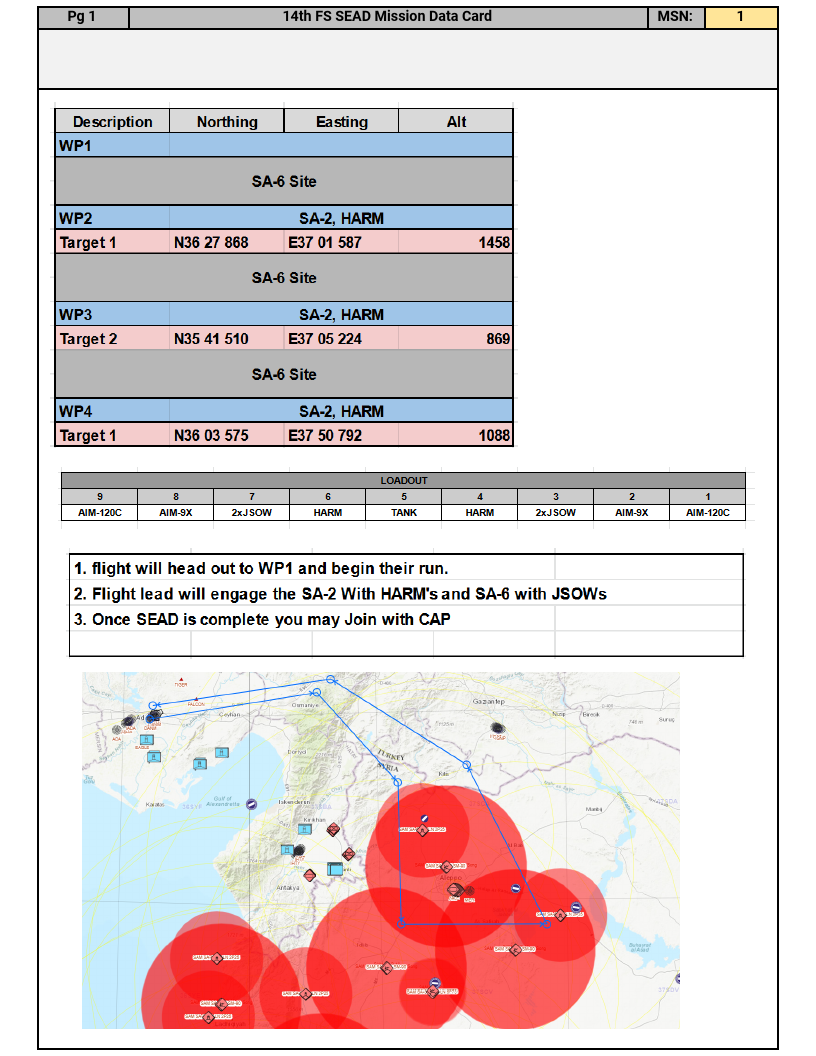 Pg 1 14th FS SEAD Mission Data Card MSN: 1
Description Northing Easting Alt
WP1
SA-6 Site
WP2 SA-2, HARM
Target 1 N36 27 868 E37 01 587 1458
SA-6 Site
WP3 SA-2, HARM
Target 2 N35 41 510 E37 05 224 869
SA-6 Site
WP4 SA-2, HARM
Target 1 N36 03 575 E37 50 792 1088
LOADOUT
9 8 7 6 5 4 3 2 1
AIM-120C AIM-9X 2xJSOW HARM TANK HARM 2xJSOW AIM-9X AIM-120C
1. flight will head out to WP1 and begin their run.
2. Flight lead will engage the SA-2 With HARM's and SA-6 with JSOWs
3. Once SEAD is complete you may Join with CAP
TIGER
FALCON
Osmaniye
Gaziantep
Ceyhan
Nizip
Birecik
Suruç
EAGLE
TURKEY
SYRIA
Kilis
Gulf of
Alexandretta
Iskenderun
Karatas
Kirikhan
Manbij
Antakya
Aleppo